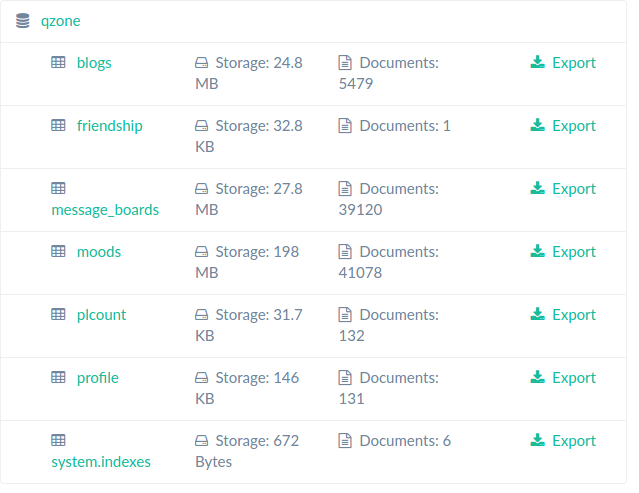 qzone
blogs
Storage: 24.8
MB
Documents:
5479
Export
friendship
Storage: 32.8
KB
Documents: 1
Export
message_boards
Storage: 27.8
MB
Documents:
39120
Export
moods
Storage: 198
MB
Documents:
41078
Export
plcount
Storage: 31.7
KB
Documents:
132
Export
profile
Storage: 146
KB
Documents:
131
Export
system.indexes
Storage: 672
Bytes
Documents: 6
Export